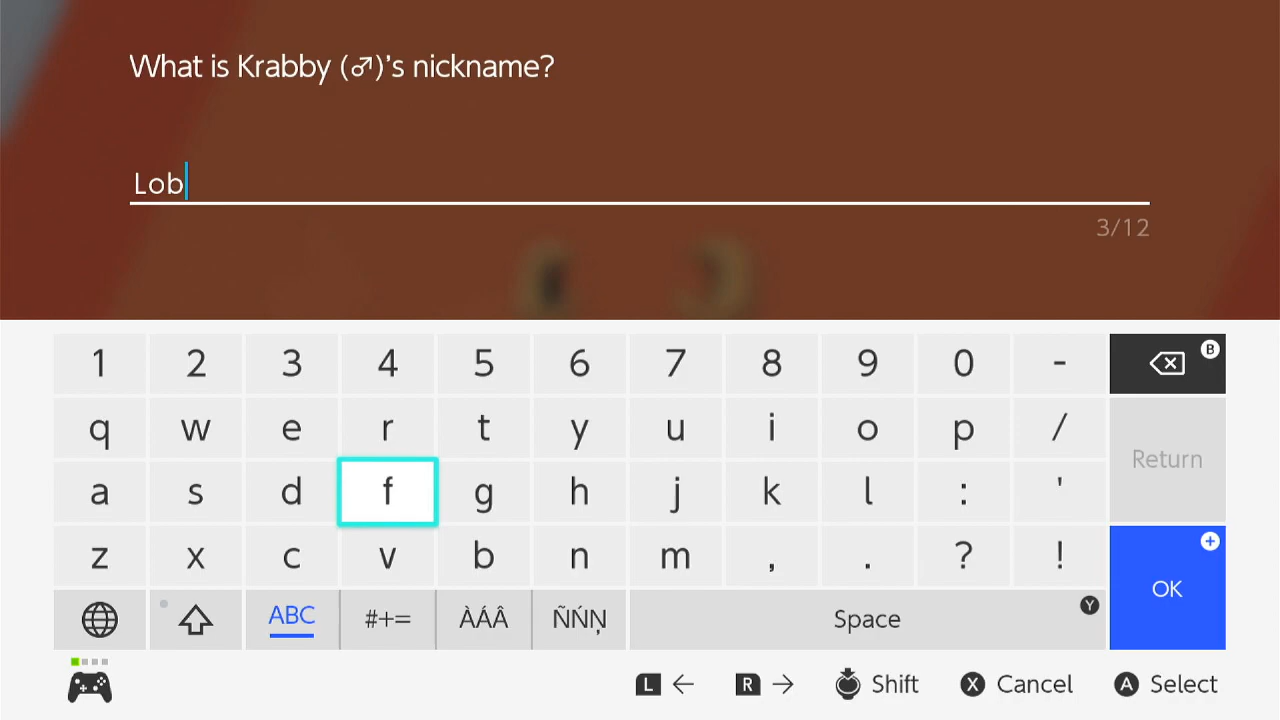 What is Krabby (♂)'s nickname?
Lob
3/12
1 2 3 4 5 6 7 8 9 0 - B
q w e r t y u i o p / Return
a s d f g h j k l : '
z x c v b n m , . ? ! + OK
ABC #+= ÀÁÂ ÑŃŅ Space Y
L ← R → Shift X Cancel A Select